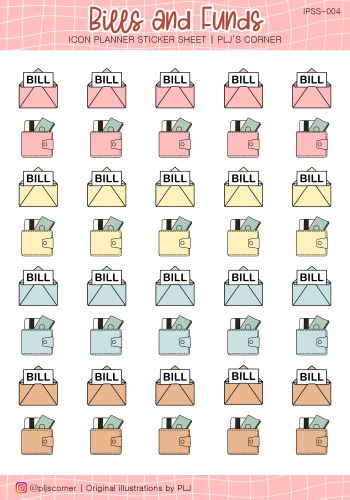 Bills and Funds
IPSS-004
ICON PLANNER STICKER SHEET | PLJ'S CORNER
BILL BILL BILL BILL BILL
BILL BILL BILL BILL BILL
BILL BILL BILL BILL BILL
BILL BILL BILL BILL BILL
@pljscorner | Original illustrations by PLJ